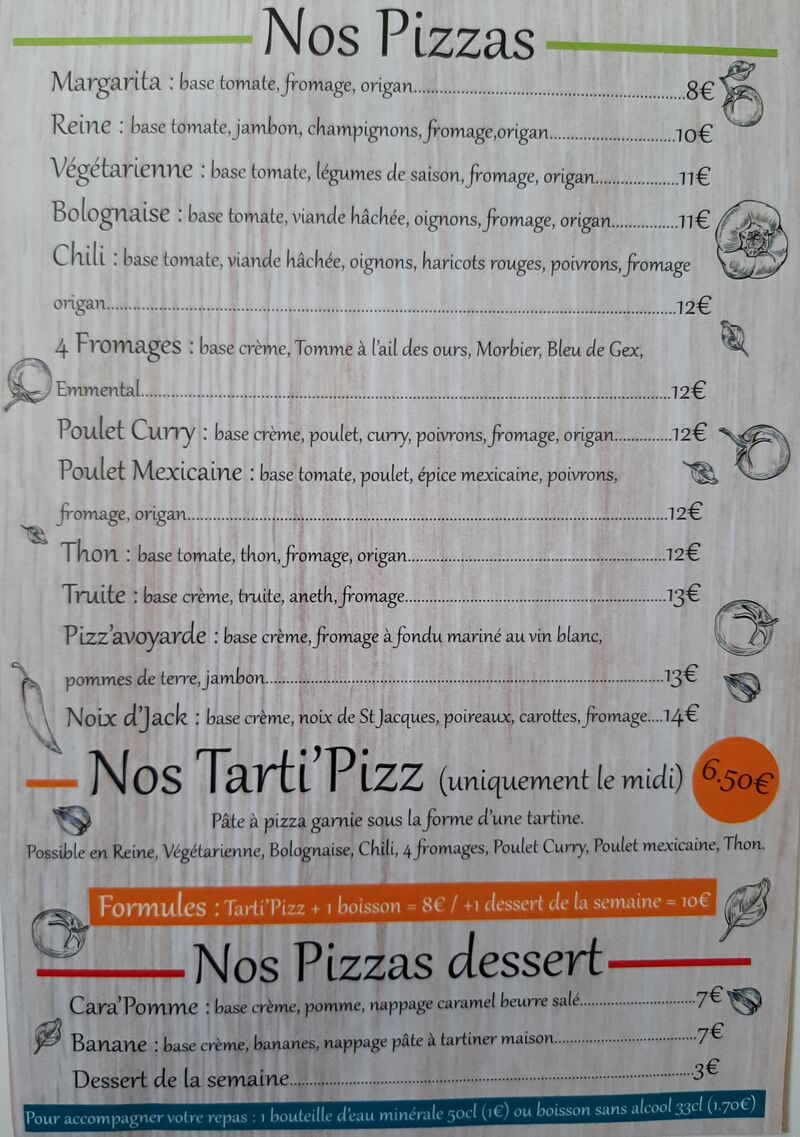 Nos Pizzas
Margarita : base tomate, fromage, origan..........8€
Reine : base tomate, jambon, champignons, fromage,origan..........10€
Végétarienne : base tomate, légumes de saison, fromage, origan..........11€
Bolognaise : base tomate, viande hâchée, oignons, fromage, origan..........11€
Chili : base tomate, viande hâchée, oignons, haricots rouges, poivrons, fromage
origan..........12€
4 Fromages : base crème, Tomme à l'ail des ours, Morbier, Bleu de Gex,
Emmental..........12€
Poulet Curry : base crème, poulet, curry, poivrons, fromage, origan..........12€
Poulet Mexicaine : base tomate, poulet, épice mexicaine, poivrons,
fromage, origan..........12€
Thon : base tomate, thon, fromage, origan..........12€
Truite : base crème, truite, aneth, fromage..........13€
Pizz'avoyarde : base crème, fromage à fondu mariné au vin blanc,
pommes de terre, jambon..........13€
Noix d'Jack : base crème, noix de St Jacques, poireaux, carottes, fromage....14€
Nos Tarti'Pizz (uniquement le midi) 6.50€
Pâte à pizza garnie sous la forme d'une tartine.
Possible en Reine, Végétarienne, Bolognaise, Chili, 4 fromages, Poulet Curry, Poulet mexicaine, Thon.
Formules : Tarti'Pizz + 1 boisson = 8€ / +1 dessert de la semaine = 10€
Nos Pizzas dessert
Cara'Pomme : base crème, pomme, nappage caramel beurre salé..........7€
Banane : base crème, bananes, nappage pâte à tartiner maison..........7€
Dessert de la semaine..........3€
Pour accompagner votre repas : 1 bouteille d'eau minérale 50cl (1€) ou boisson sans alcool 33cl (1.70€)